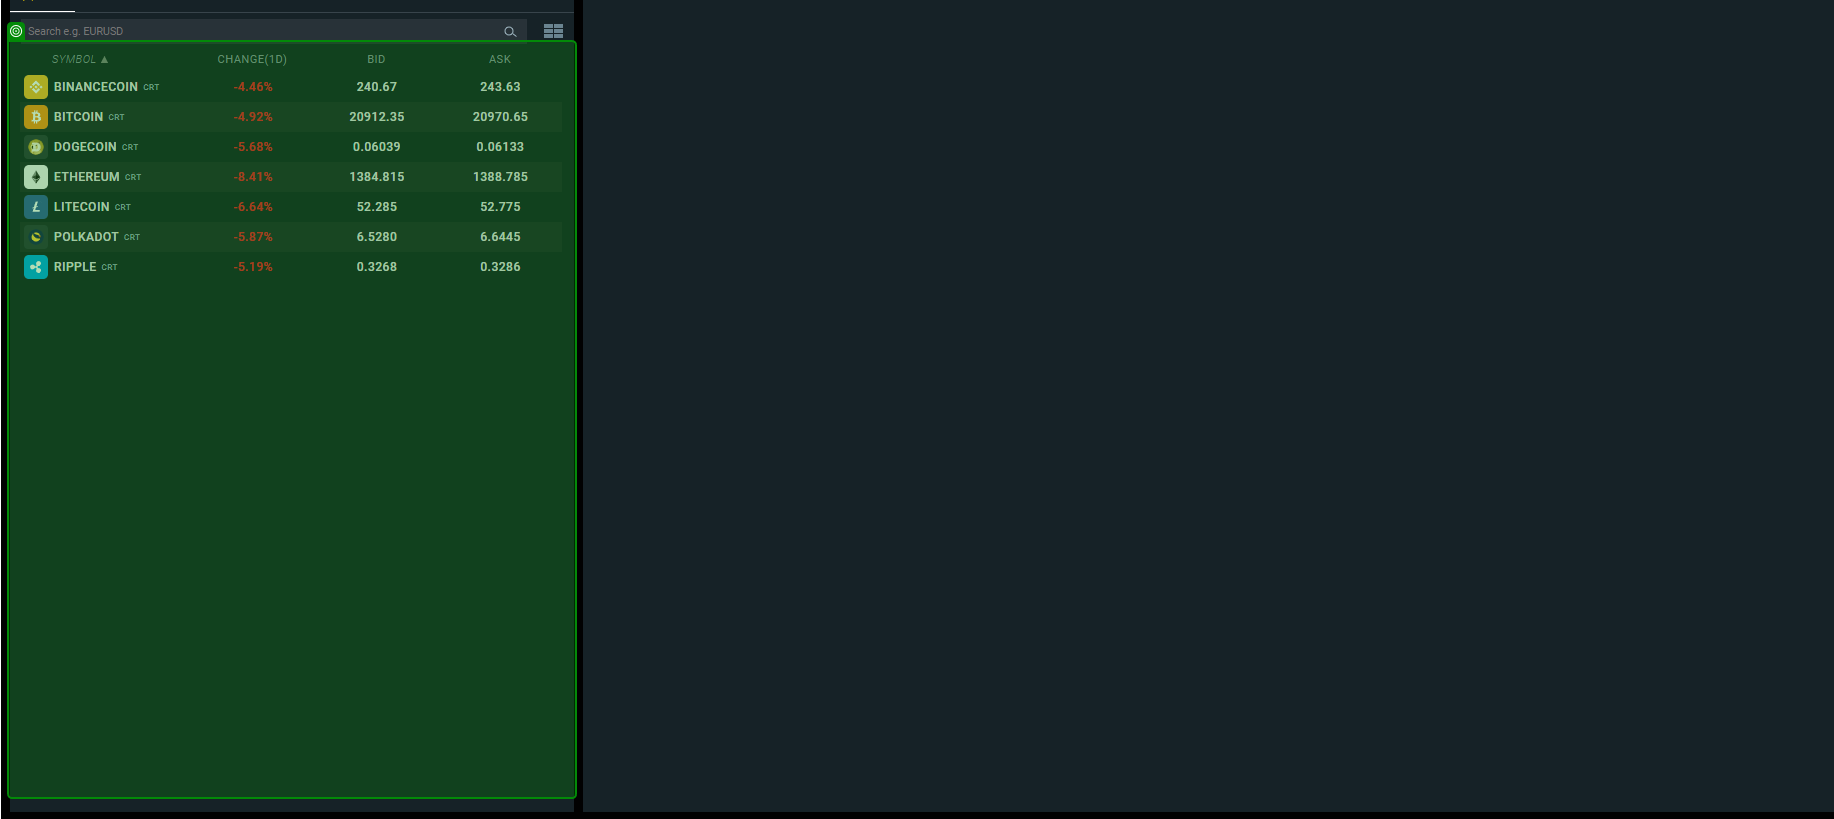 Search e.g. EURUSD
SYMBOL ▲ CHANGE(1D) BID ASK
BINANCECOIN CRT -4.46% 240.67 243.63
BITCOIN CRT -4.92% 20912.35 20970.65
DOGECOIN CRT -5.68% 0.06039 0.06133
ETHEREUM CRT -8.41% 1384.815 1388.785
LITECOIN CRT -6.64% 52.285 52.775
POLKADOT CRT -5.87% 6.5280 6.6445
RIPPLE CRT -5.19% 0.3268 0.3286